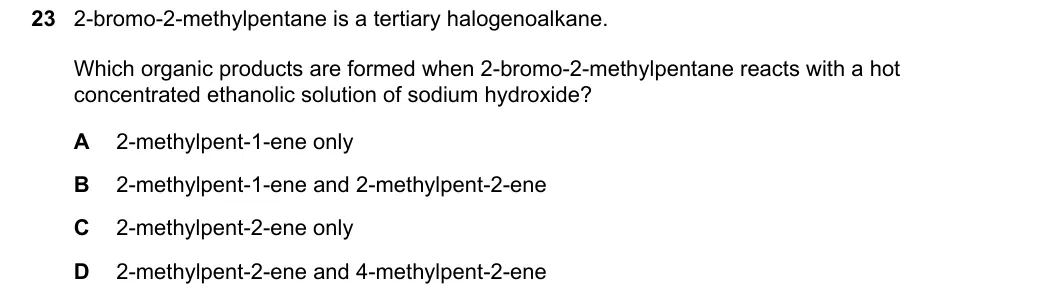 23 2-bromo-2-methylpentane is a tertiary halogenoalkane.
Which organic products are formed when 2-bromo-2-methylpentane reacts with a hot
concentrated ethanolic solution of sodium hydroxide?
A 2-methylpent-1-ene only
B 2-methylpent-1-ene and 2-methylpent-2-ene
C 2-methylpent-2-ene only
D 2-methylpent-2-ene and 4-methylpent-2-ene